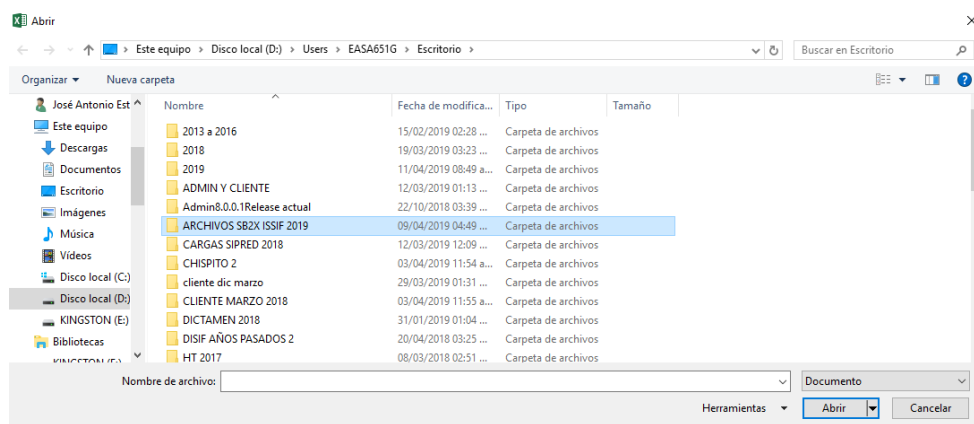 Abrir
Este equipo > Disco local (D:) > Users > EASA651G > Escritorio >
Buscar en Escritorio
Organizar
Nueva carpeta
José Antonio Est
Este equipo
Descargas
Documentos
Escritorio
Imágenes
Música
Vídeos
Disco local (C:)
Disco local (D:)
KINGSTON (E:)
Bibliotecas
KINGSTON (E:)
Nombre Fecha de modifica... Tipo Tamaño
2013 a 2016 15/02/2019 02:28 ... Carpeta de archivos
2018 19/03/2019 03:23 ... Carpeta de archivos
2019 11/04/2019 08:49 a... Carpeta de archivos
ADMIN Y CLIENTE 12/03/2019 01:13 ... Carpeta de archivos
Admin8.0.0.1Release actual 22/10/2018 03:39 ... Carpeta de archivos
ARCHIVOS SB2X ISSIF 2019 09/04/2019 04:49 ... Carpeta de archivos
CARGAS SIPRED 2018 12/03/2019 12:09 ... Carpeta de archivos
CHISPITO 2 03/04/2019 11:54 a... Carpeta de archivos
cliente dic marzo 29/03/2019 01:31 ... Carpeta de archivos
CLIENTE MARZO 2018 03/04/2019 11:55 a... Carpeta de archivos
DICTAMEN 2018 31/01/2019 01:04 ... Carpeta de archivos
DISIF AÑOS PASADOS 2 20/04/2018 03:25 ... Carpeta de archivos
HT 2017 08/03/2018 02:51 ... Carpeta de archivos
Nombre de archivo:
Documento
Herramientas
Abrir
Cancelar